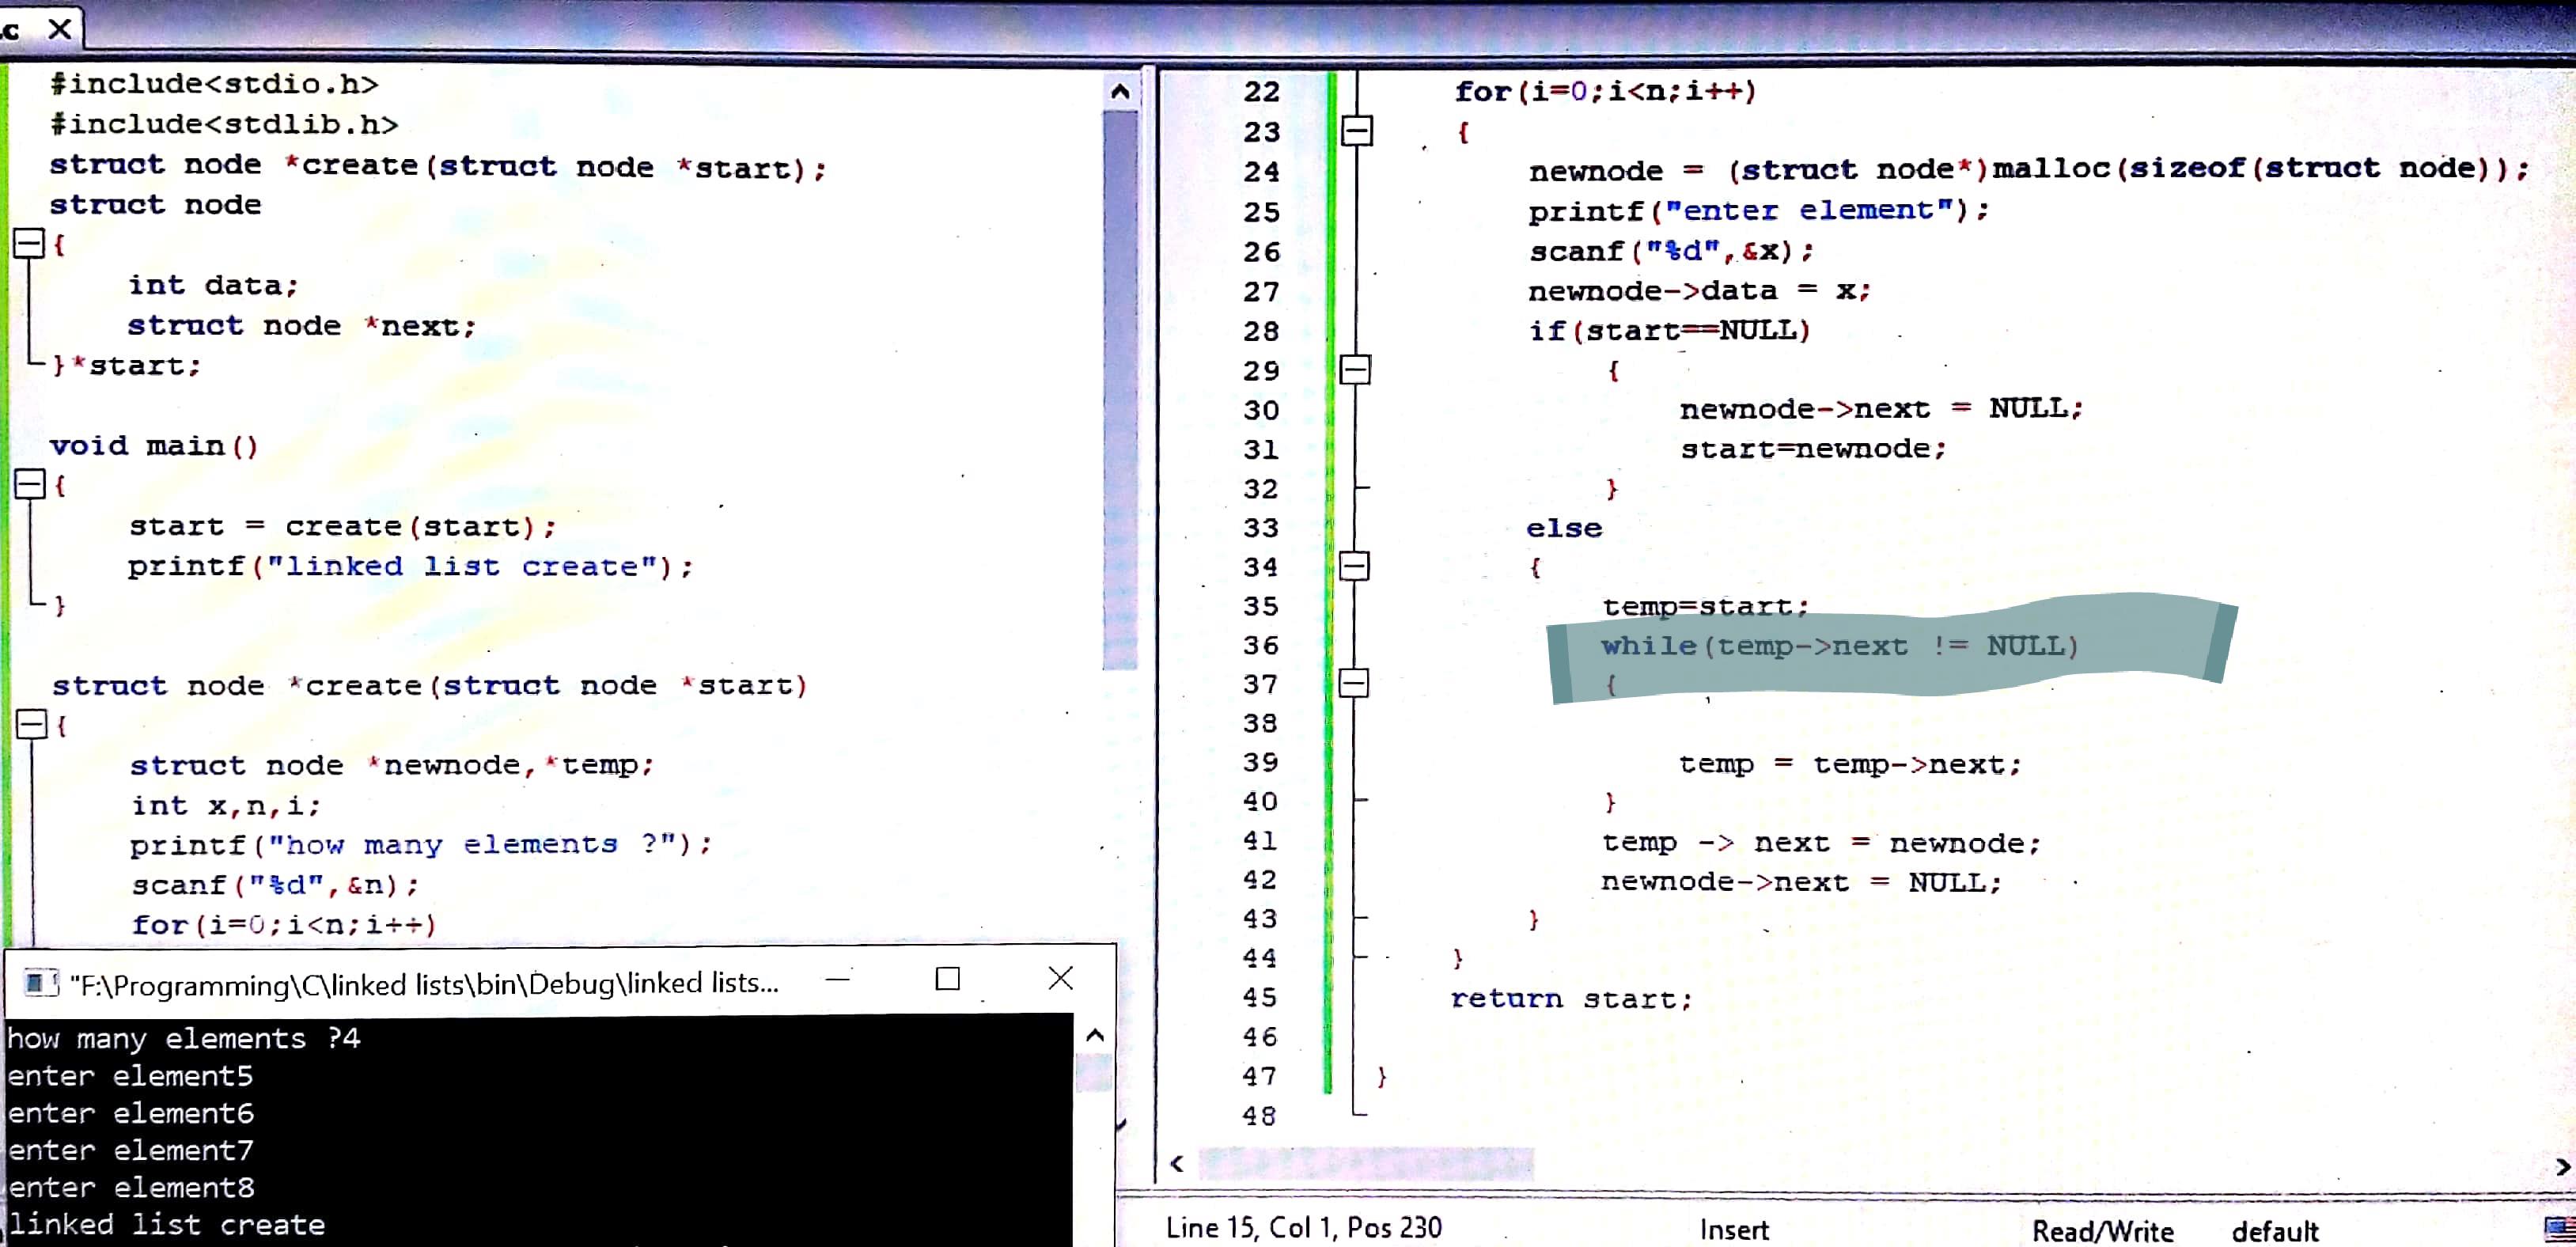 .c X
#include<stdio.h>
#include<stdlib.h>
struct node *create(struct node *start);
struct node
{
int data;
struct node *next;
}*start;
void main()
{
start = create(start);
printf("linked list create");
}
struct node *create(struct node *start)
{
struct node *newnode,*temp;
int x,n,i;
printf("how many elements ?");
scanf("%d",&n);
for(i=0;i<n;i++)
22 for(i=0;i<n;i++)
23 {
24 newnode = (struct node*)malloc(sizeof(struct node));
25 printf("enter element");
26 scanf("%d",&x);
27 newnode->data = x;
28 if(start==NULL)
29 {
30 newnode->next = NULL;
31 start=newnode;
32 }
33 else
34 {
35 temp=start;
36 while(temp->next != NULL)
37 {
38
39 temp = temp->next;
40 }
41 temp -> next = newnode;
42 newnode->next = NULL;
43 }
44 }
45 return start;
46
47 }
48
"F:\Programming\C\linked lists\bin\Debug\linked lists...
how many elements ?4
enter element5
enter element6
enter element7
enter element8
linked list create
Line 15, Col 1, Pos 230 Insert Read/Write default